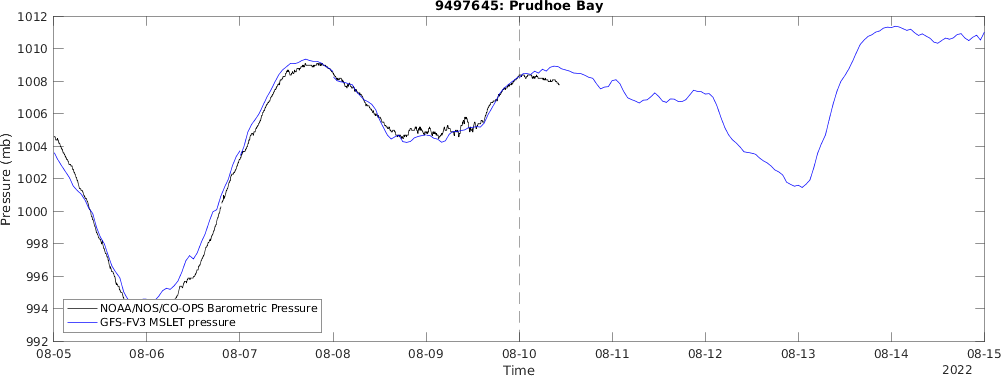 9497645: Prudhoe Bay
1012
1010
1008
1006
1004
1002
1000
998
996
994
992
Pressure (mb)
NOAA/NOS/CO-OPS Barometric Pressure
GFS-FV3 MSLET pressure
08-05 08-06 08-07 08-08 08-09 08-10 08-11 08-12 08-13 08-14 08-15
Time
2022